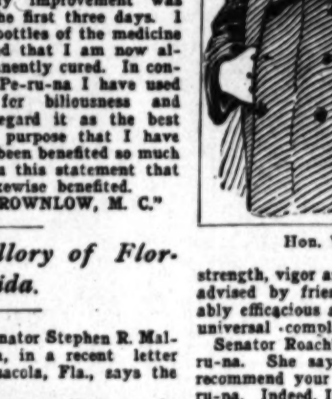 improvement was
the first three days. I
bottles of the medicine
that I am now al-
nently cured. In con-
Pe-ru-na I have used
for biliousness and
regard it as the best
purpose that I have
been benefited so much
this statement that
kewise benefited.
ROWNLOW, M. C."
llory of Flor-
ida.
nator Stephen R. Mal-
in a recent letter
sacola, Fla., says the
Hon.
strength, vigor
advised by frie
ably efficacious
universal compl
Senator Roach
ru-na. She say
recommend your
ru-na. Indeed, I